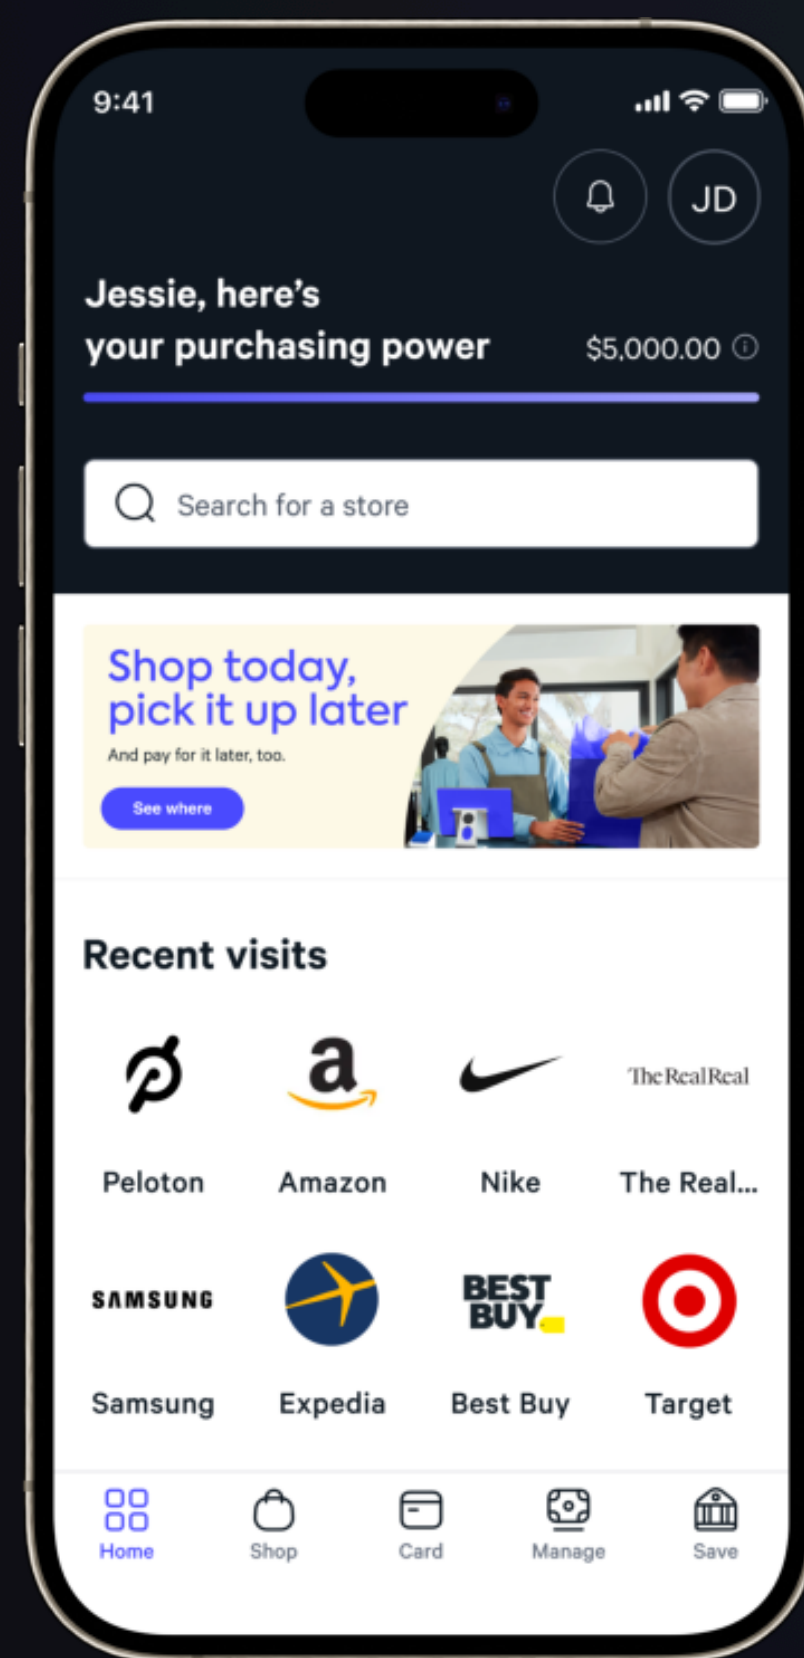 9:41
JD
Jessie, here's
your purchasing power $5,000.00
Search for a store
Shop today,
pick it up later
And pay for it later, too.
See where
Recent visits
a TheRealReal
Peloton Amazon Nike The Real...
SAMSUNG BEST
BUY
Samsung Expedia Best Buy Target
Home Shop Card Manage Save